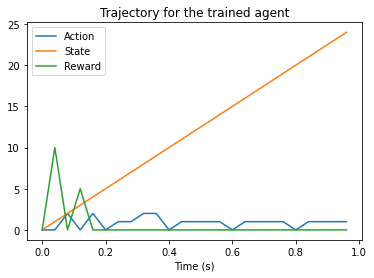 Trajectory for the trained agent
Action
State
Reward
25
20
15
10
5
0
0.0 0.2 0.4 0.6 0.8 1.0
Time (s)